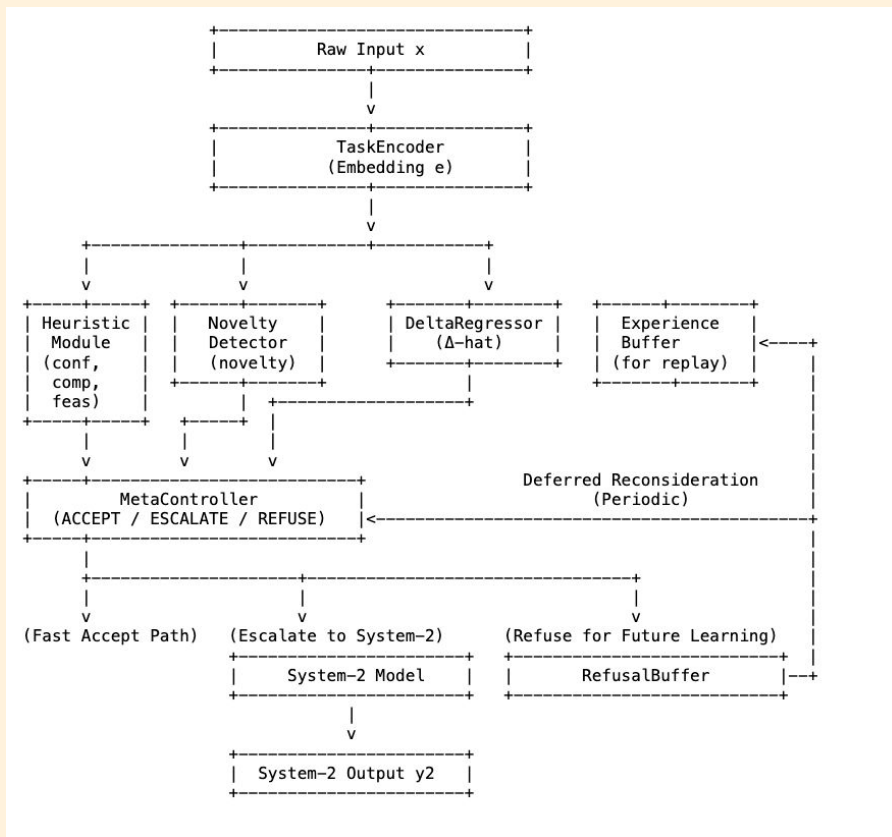 Raw Input x
TaskEncoder
(Embedding e)
Heuristic
Module
(conf,
comp,
feas)
Novelty
Detector
(novelty)
DeltaRegressor
(Δ-hat)
Experience
Buffer
(for replay)
Deferred Reconsideration
(Periodic)
MetaController
(ACCEPT / ESCALATE / REFUSE)
(Fast Accept Path)
(Escalate to System-2)
(Refuse for Future Learning)
System-2 Model
RefusalBuffer
System-2 Output y2